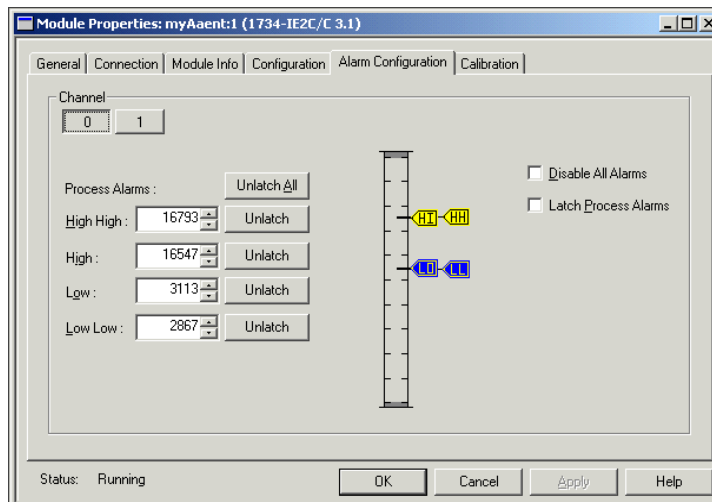 Module Properties: myAaent:1 (1734-IE2C/C 3.1)
General Connection Module Info Configuration Alarm Configuration Calibration
Channel
0 1
Process Alarms : Unlatch All
High High : 16793 Unlatch
High : 16547 Unlatch
Low : 3113 Unlatch
Low Low : 2867 Unlatch
HI HH
LO LL
Disable All Alarms
Latch Process Alarms
Status: Running
OK Cancel Apply Help